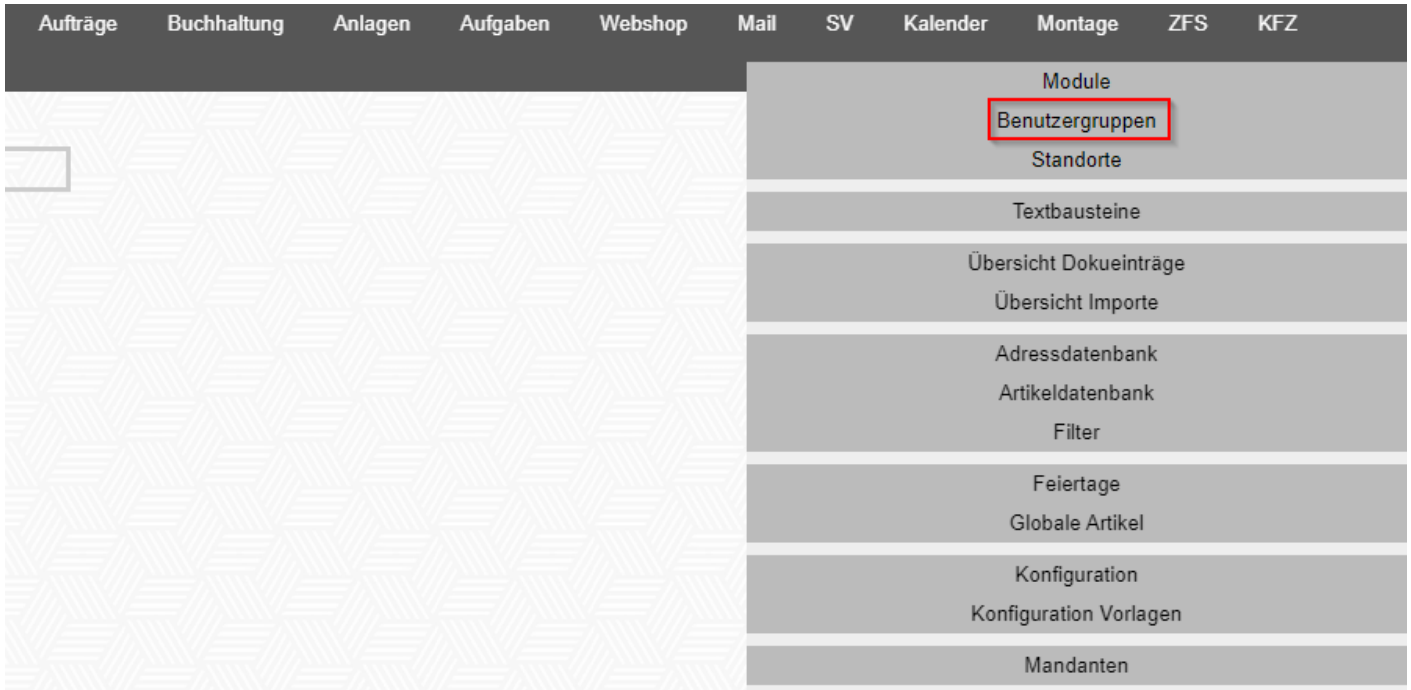 Aufträge Buchhaltung Anlagen Aufgaben Webshop Mail SV Kalender Montage ZFS KFZ
Module
Benutzergruppen
Standorte
Textbausteine
Übersicht Dokueinträge
Übersicht Importe
Adressdatenbank
Artikeldatenbank
Filter
Feiertage
Globale Artikel
Konfiguration
Konfiguration Vorlagen
Mandanten